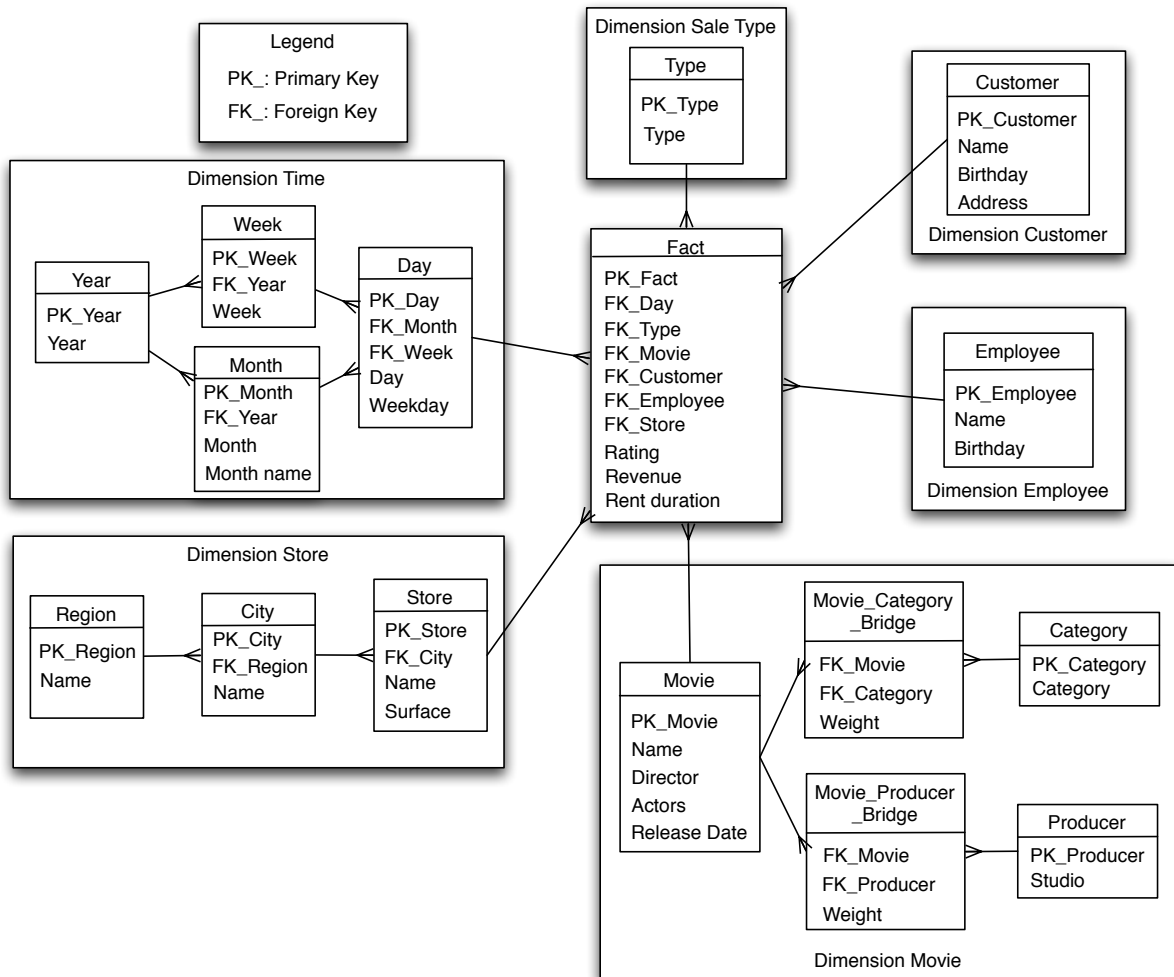 Legend
PK_: Primary Key
FK_: Foreign Key
Dimension Sale Type
Type
PK_Type
Type
Customer
PK_Customer
Name
Birthday
Address
Dimension Customer
Dimension Time
Year
PK_Year
Year
Week
PK_Week
FK_Year
Week
Month
PK_Month
FK_Year
Month
Month name
Day
PK_Day
FK_Month
FK_Week
Day
Weekday
Fact
PK_Fact
FK_Day
FK_Type
FK_Movie
FK_Customer
FK_Employee
FK_Store
Rating
Revenue
Rent duration
Employee
PK_Employee
Name
Birthday
Dimension Employee
Dimension Store
Region
PK_Region
Name
City
PK_City
FK_Region
Name
Store
PK_Store
FK_City
Name
Surface
Movie
PK_Movie
Name
Director
Actors
Release Date
Movie_Category
_Bridge
FK_Movie
FK_Category
Weight
Category
PK_Category
Category
Movie_Producer
_Bridge
FK_Movie
FK_Producer
Weight
Producer
PK_Producer
Studio
Dimension Movie